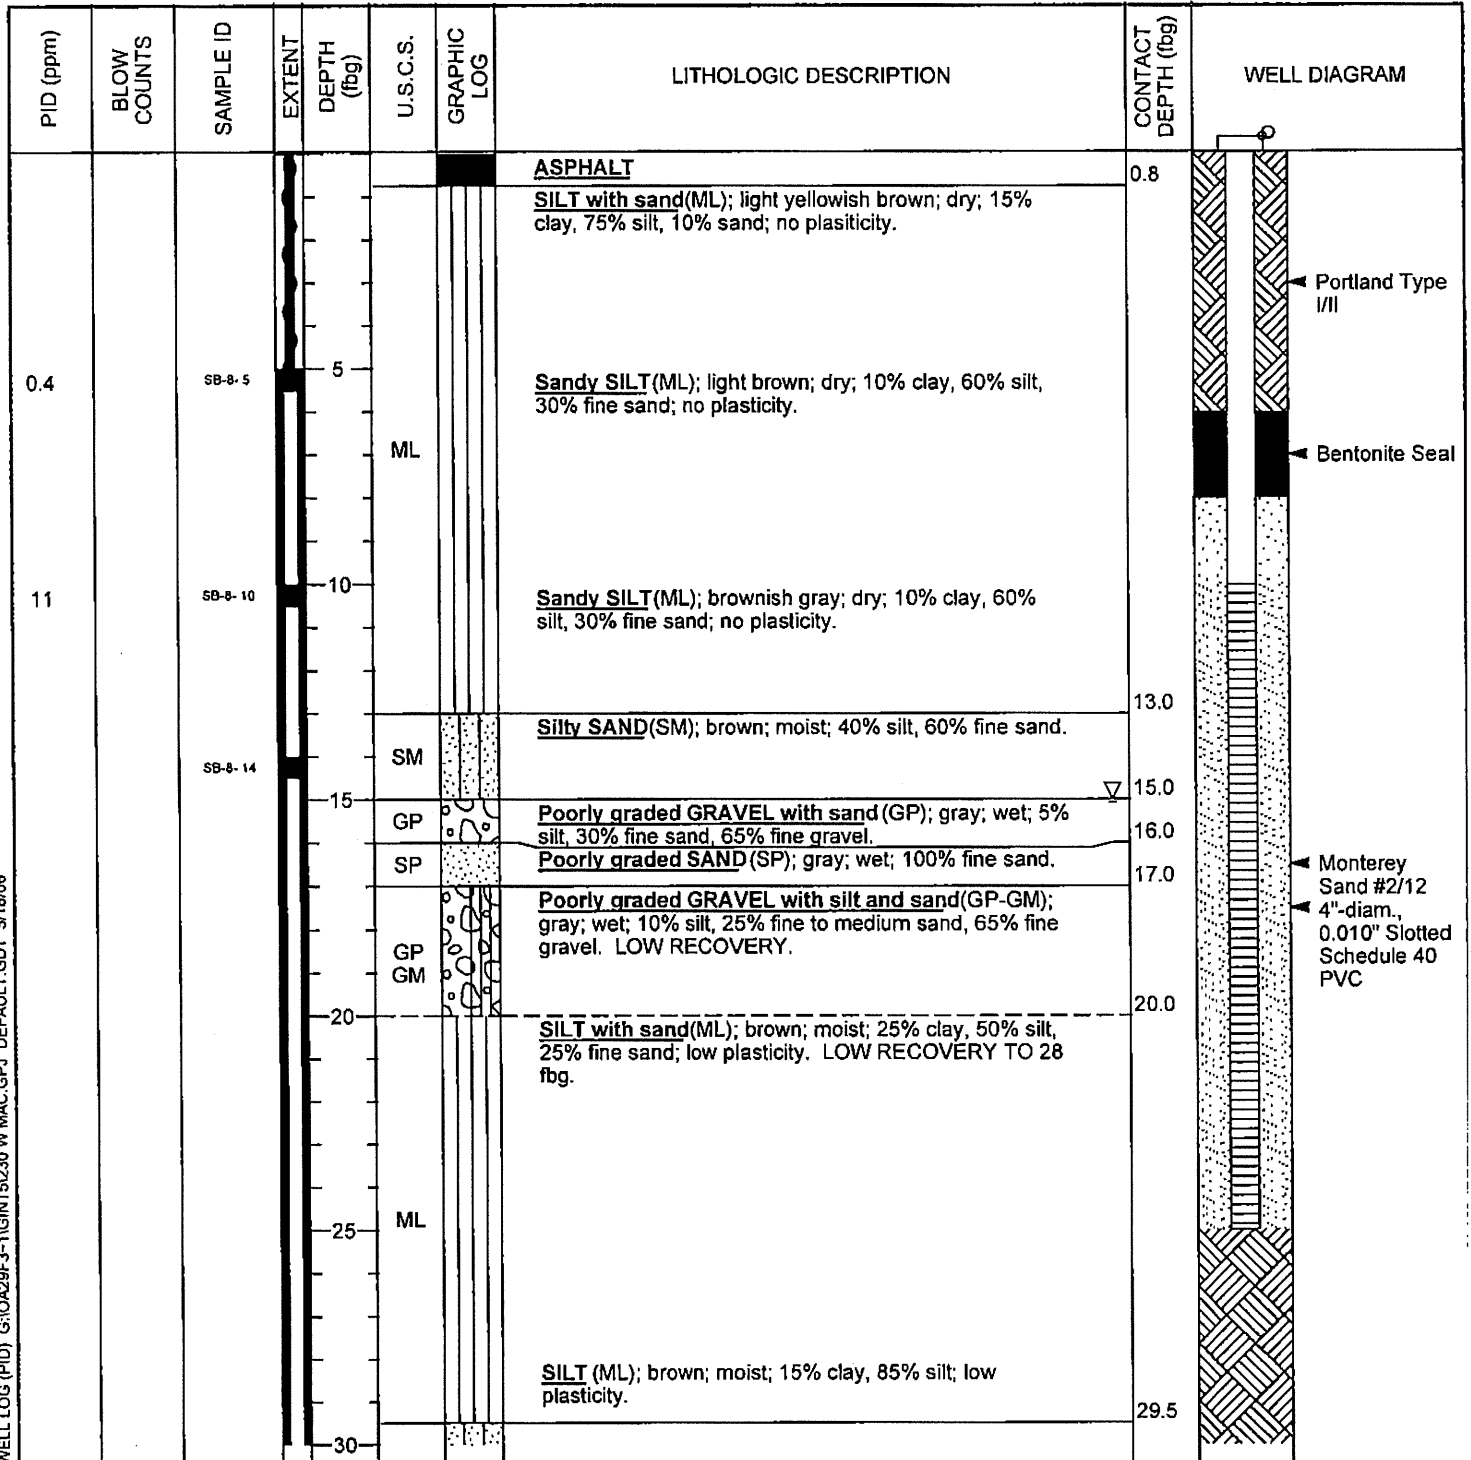 PID (ppm)
BLOW
COUNTS
SAMPLE ID
EXTENT
DEPTH
(fbg)
U.S.C.S.
GRAPHIC
LOG
LITHOLOGIC DESCRIPTION
CONTACT
DEPTH (fbg)
WELL DIAGRAM
ASPHALT
0.8
SILT with sand(ML); light yellowish brown; dry; 15%
clay, 75% silt, 10% sand; no plasiticity.
Portland Type
I/II
0.4
SB-8-5
5
Sandy SILT(ML); light brown; dry; 10% clay, 60% silt,
30% fine sand; no plasticity.
ML
Bentonite Seal
11
SB-8-10
10
Sandy SILT(ML); brownish gray; dry; 10% clay, 60%
silt, 30% fine sand; no plasticity.
13.0
Silty SAND(SM); brown; moist; 40% silt, 60% fine sand.
SM
SB-8-14
15
15.0
GP
Poorly graded GRAVEL with sand (GP); gray; wet; 5%
silt, 30% fine sand, 65% fine gravel.
16.0
SP
Poorly graded SAND (SP); gray; wet; 100% fine sand.
17.0
Monterey
Sand #2/12
4"-diam.,
0.010" Slotted
Schedule 40
PVC
Poorly graded GRAVEL with silt and sand(GP-GM);
gray; wet; 10% silt, 25% fine to medium sand, 65% fine
gravel. LOW RECOVERY.
GP
GM
20
20.0
SILT with sand(ML); brown; moist; 25% clay, 50% silt,
25% fine sand; low plasticity. LOW RECOVERY TO 28
fbg.
ML
25
SILT (ML); brown; moist; 15% clay, 85% silt; low
plasticity.
29.5
30
WELL LOG (PID)